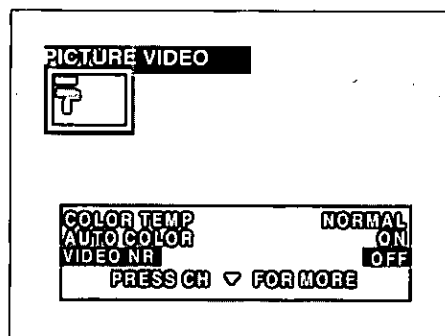 PICTURE VIDEO
COLOR TEMP NORMAL
AUTO COLOR ON
VIDEO NR OFF
PRESS CH ▽ FOR MORE